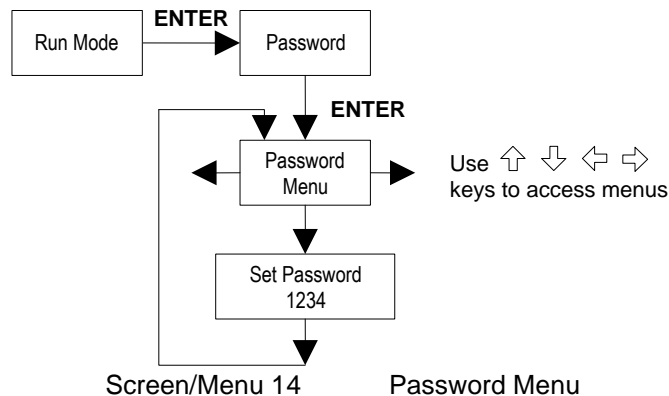 ENTER
Run Mode
Password
ENTER
Password
Menu
Use
keys to access menus
Set Password
1234
Screen/Menu 14 Password Menu